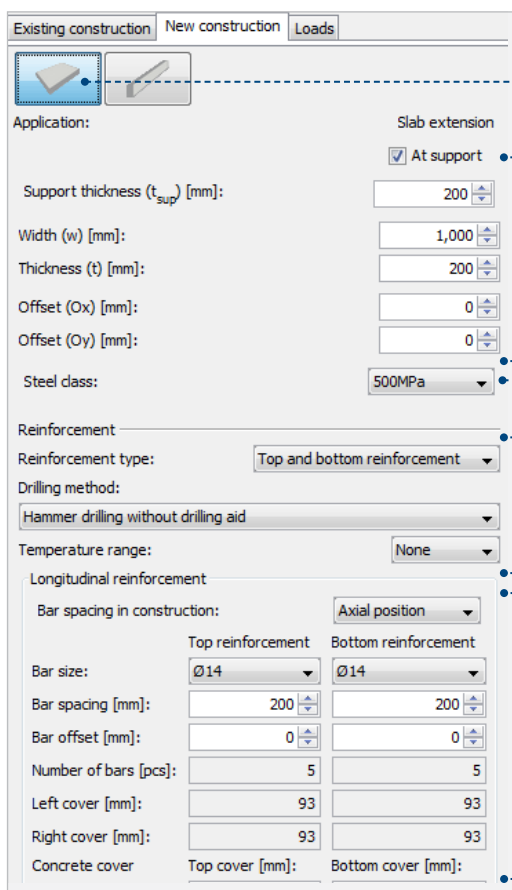 Existing construction New construction Loads
Application: Slab extension
At support
Support thickness (tsup) [mm]: 200
Width (w) [mm]: 1,000
Thickness (t) [mm]: 200
Offset (Ox) [mm]: 0
Offset (Oy) [mm]: 0
Steel class: 500MPa
Reinforcement
Reinforcement type: Top and bottom reinforcement
Drilling method:
Hammer drilling without drilling aid
Temperature range: None
Longitudinal reinforcement
Bar spacing in construction: Axial position
Top reinforcement Bottom reinforcement
Bar size: Ø14 Ø14
Bar spacing [mm]: 200 200
Bar offset [mm]: 0 0
Number of bars [pcs]: 5 5
Left cover [mm]: 93 93
Right cover [mm]: 93 93
Concrete cover Top cover [mm]: Bottom cover [mm]: